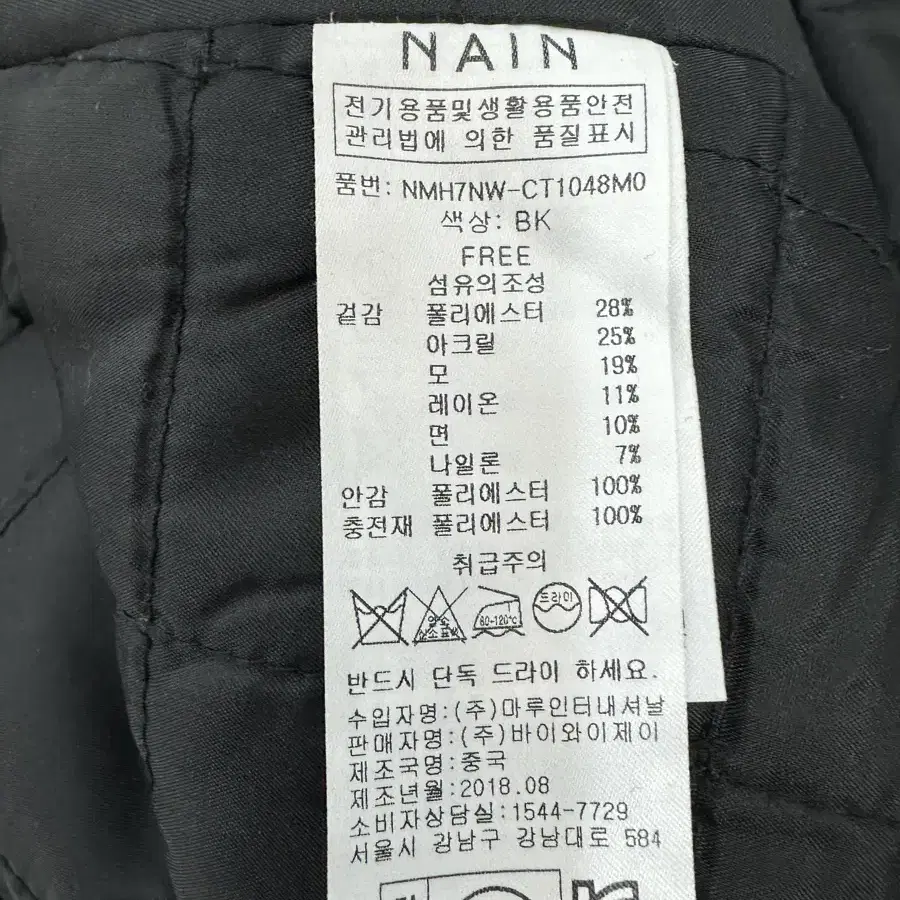 NAIN
전기용품및생활용품안전
관리법에 의한 품질표시
품번: NMH7NW-CT1048M0
색상: BK
FREE
섬유의조성
겉감 폴리에스터 28%
아크릴 25%
모 19%
레이온 11%
면 10%
나일론 7%
안감 폴리에스터 100%
충전재 폴리에스터 100%
취급주의
염소 산소표백 80-120℃ 드라이
반드시 단독 드라이 하세요.
수입자명:(주)마루인터내셔날
판매자명:(주)바이와이제이
제조국명:중국
제조년월:2018.08
소비자상담실:1544-7729
서울시 강남구 강남대로 584